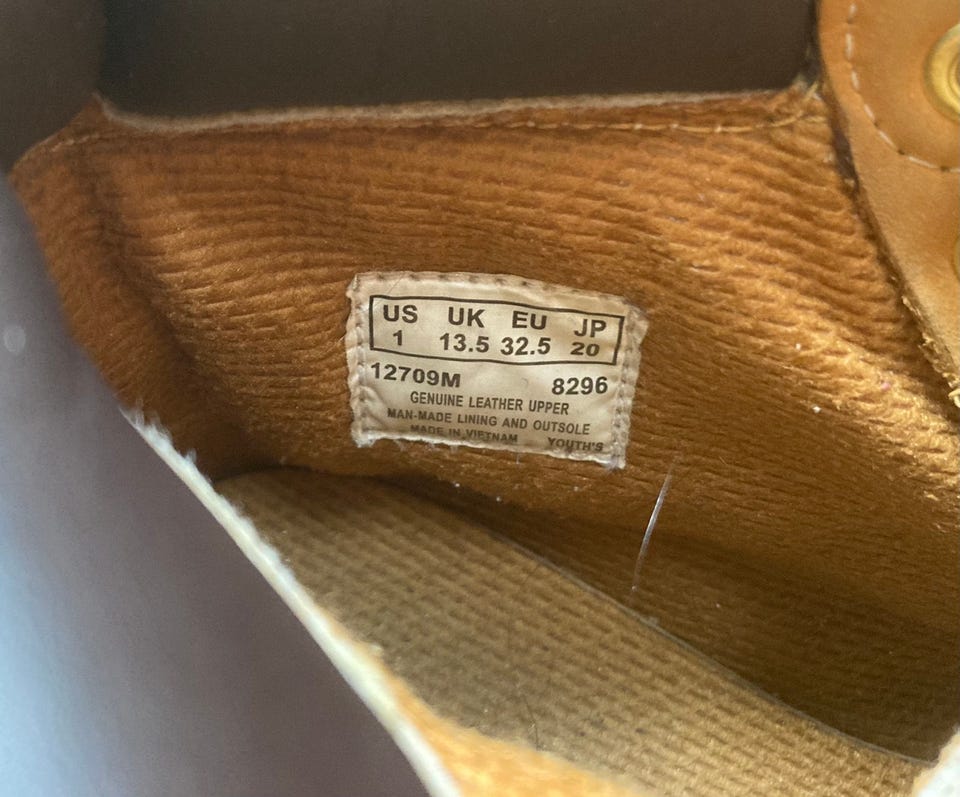 US UK EU JP
1 13.5 32.5 20
12709M 8296
GENUINE LEATHER UPPER
MAN-MADE LINING AND OUTSOLE
MADE IN VIETNAM YOUTH'S